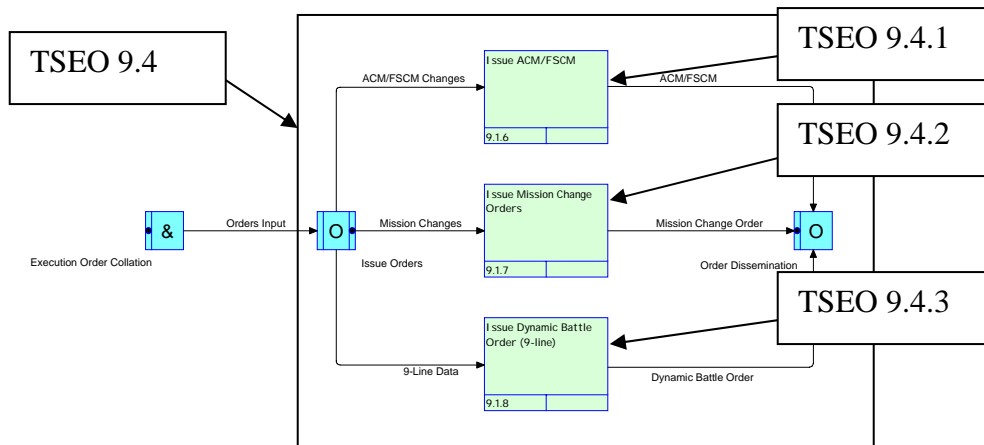 TSEO 9.4
TSEO 9.4.1
TSEO 9.4.2
TSEO 9.4.3
ACM/FSCM Changes
Issue ACM/FSCM
9.1.6
ACM/FSCM
&
Execution Order Collation
Orders Input
O
Issue Orders
Mission Changes
Issue Mission Change
Orders
9.1.7
Mission Change Order
O
Order Dissemination
9-Line Data
Issue Dynamic Battle
Order (9-line)
9.1.8
Dynamic Battle Order